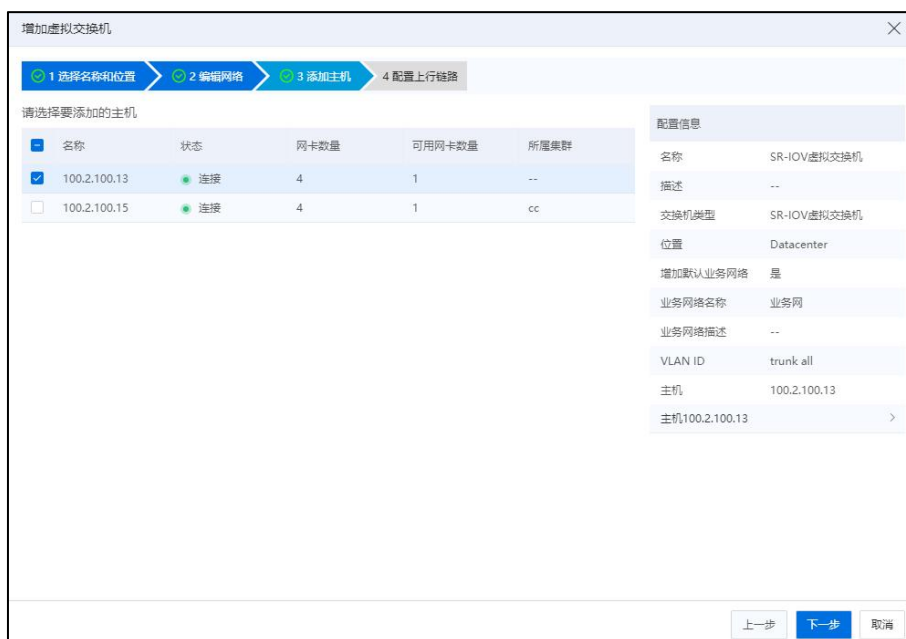 增加虚拟交换机
1 选择名称和位置 2 编辑网络 3 添加主机 4 配置上行链路
请选择要添加的主机
名称 状态 网卡数量 可用网卡数量 所属集群
100.2.100.13 连接 4 1 --
100.2.100.15 连接 4 1 cc
配置信息
名称 SR-IOV虚拟交换机
描述 --
交换机类型 SR-IOV虚拟交换机
位置 Datacenter
增加默认业务网络 是
业务网络名称 业务网
业务网络描述 --
VLAN ID trunk all
主机 100.2.100.13
主机100.2.100.13
上一步 下一步 取消